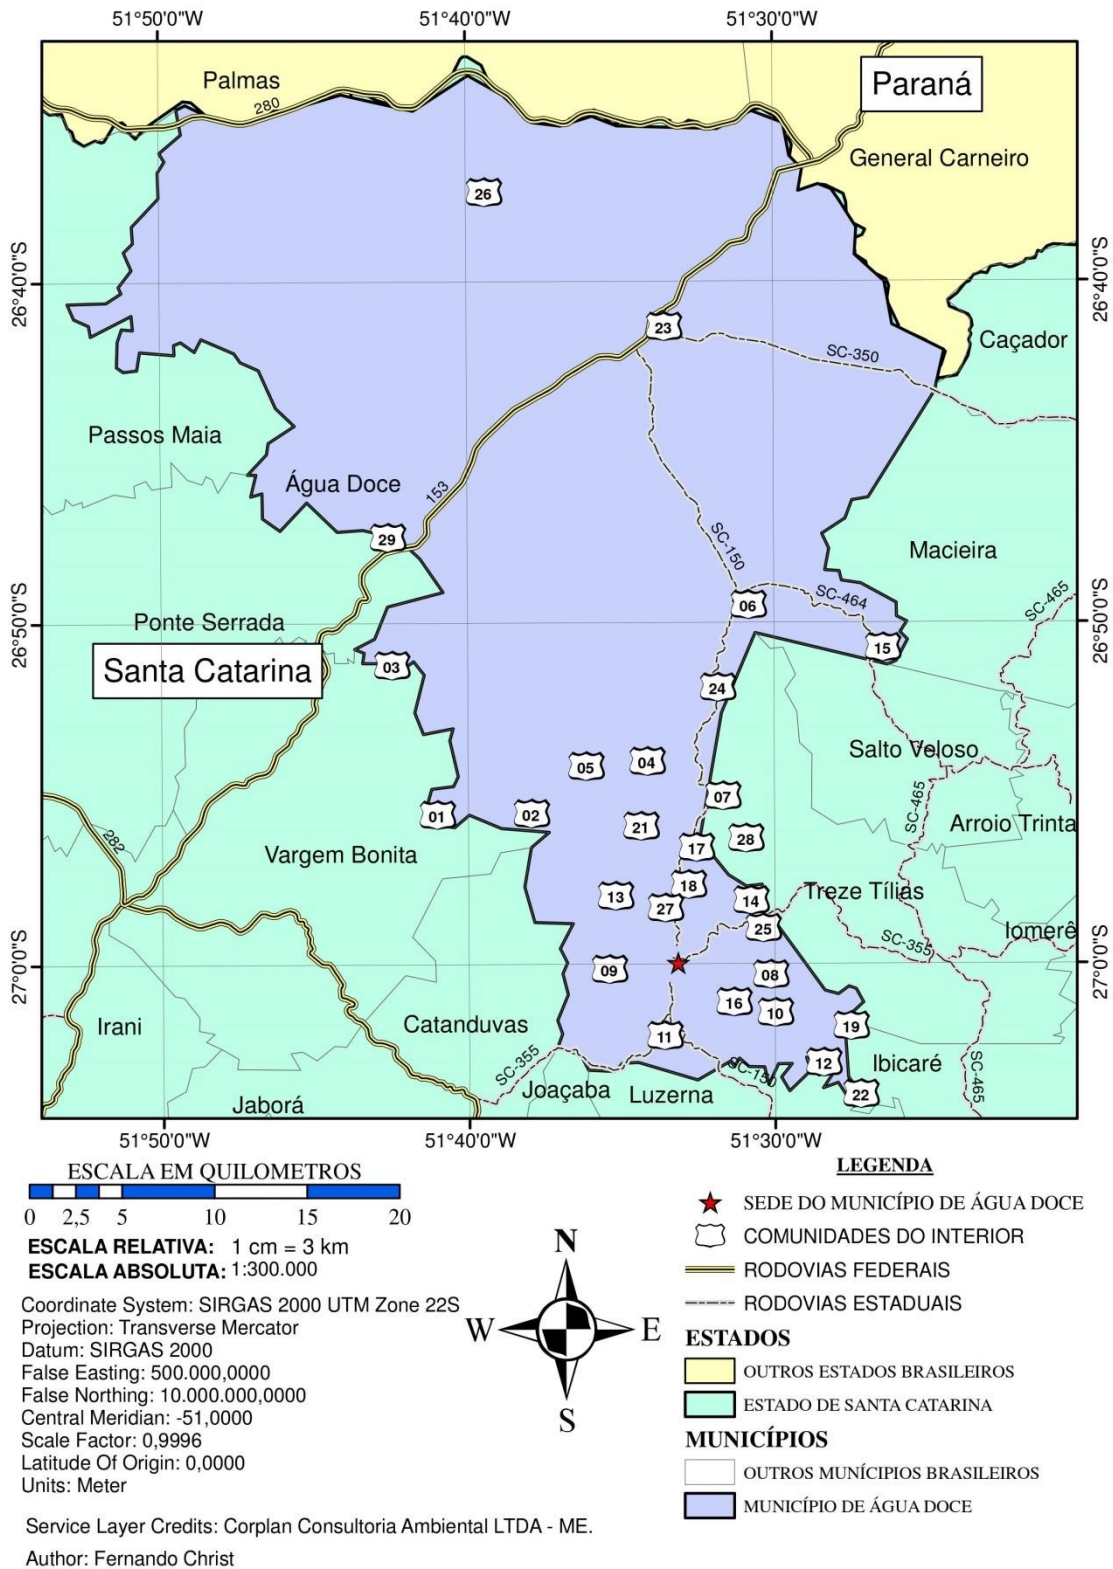 51°50'0"W 51°40'0"W 51°30'0"W
Palmas
280
Paraná
General Carneiro
26
26°40'0"S 26°40'0"S
23
Caçador
SC-350
Passos Maia
Água Doce
153
29
SC-150
Macieira
SC-465
06
SC-464
26°50'0"S 26°50'0"S
Ponte Serrada
15
Santa Catarina
03
24
Salto Veloso
05
04
07
SC-465
01
02
21
28
Arroio Trinta
282
17
Vargem Bonita
18
13
14
Treze Tílias
27
25
Iomerê
SC-355
27°0'0"S 27°0'0"S
09
08
16
10
Irani
Catanduvas
11
19
12
Ibicaré
SC-355
SC-150
SC-465
Joaçaba
Luzerna
22
Jaborá
51°50'0"W 51°40'0"W 51°30'0"W
ESCALA EM QUILOMETROS
0 2,5 5 10 15 20
ESCALA RELATIVA: 1 cm = 3 km
ESCALA ABSOLUTA: 1:300.000
Coordinate System: SIRGAS 2000 UTM Zone 22S
Projection: Transverse Mercator
Datum: SIRGAS 2000
False Easting: 500.000,0000
False Northing: 10.000.000,0000
Central Meridian: -51,0000
Scale Factor: 0,9996
Latitude Of Origin: 0,0000
Units: Meter
Service Layer Credits: Corplan Consultoria Ambiental LTDA - ME.
Author: Fernando Christ
N
W E
S
LEGENDA
SEDE DO MUNICÍPIO DE ÁGUA DOCE
COMUNIDADES DO INTERIOR
RODOVIAS FEDERAIS
RODOVIAS ESTADUAIS
ESTADOS
OUTROS ESTADOS BRASILEIROS
ESTADO DE SANTA CATARINA
MUNICÍPIOS
OUTROS MUNÍCIPIOS BRASILEIROS
MUNICÍPIO DE ÁGUA DOCE